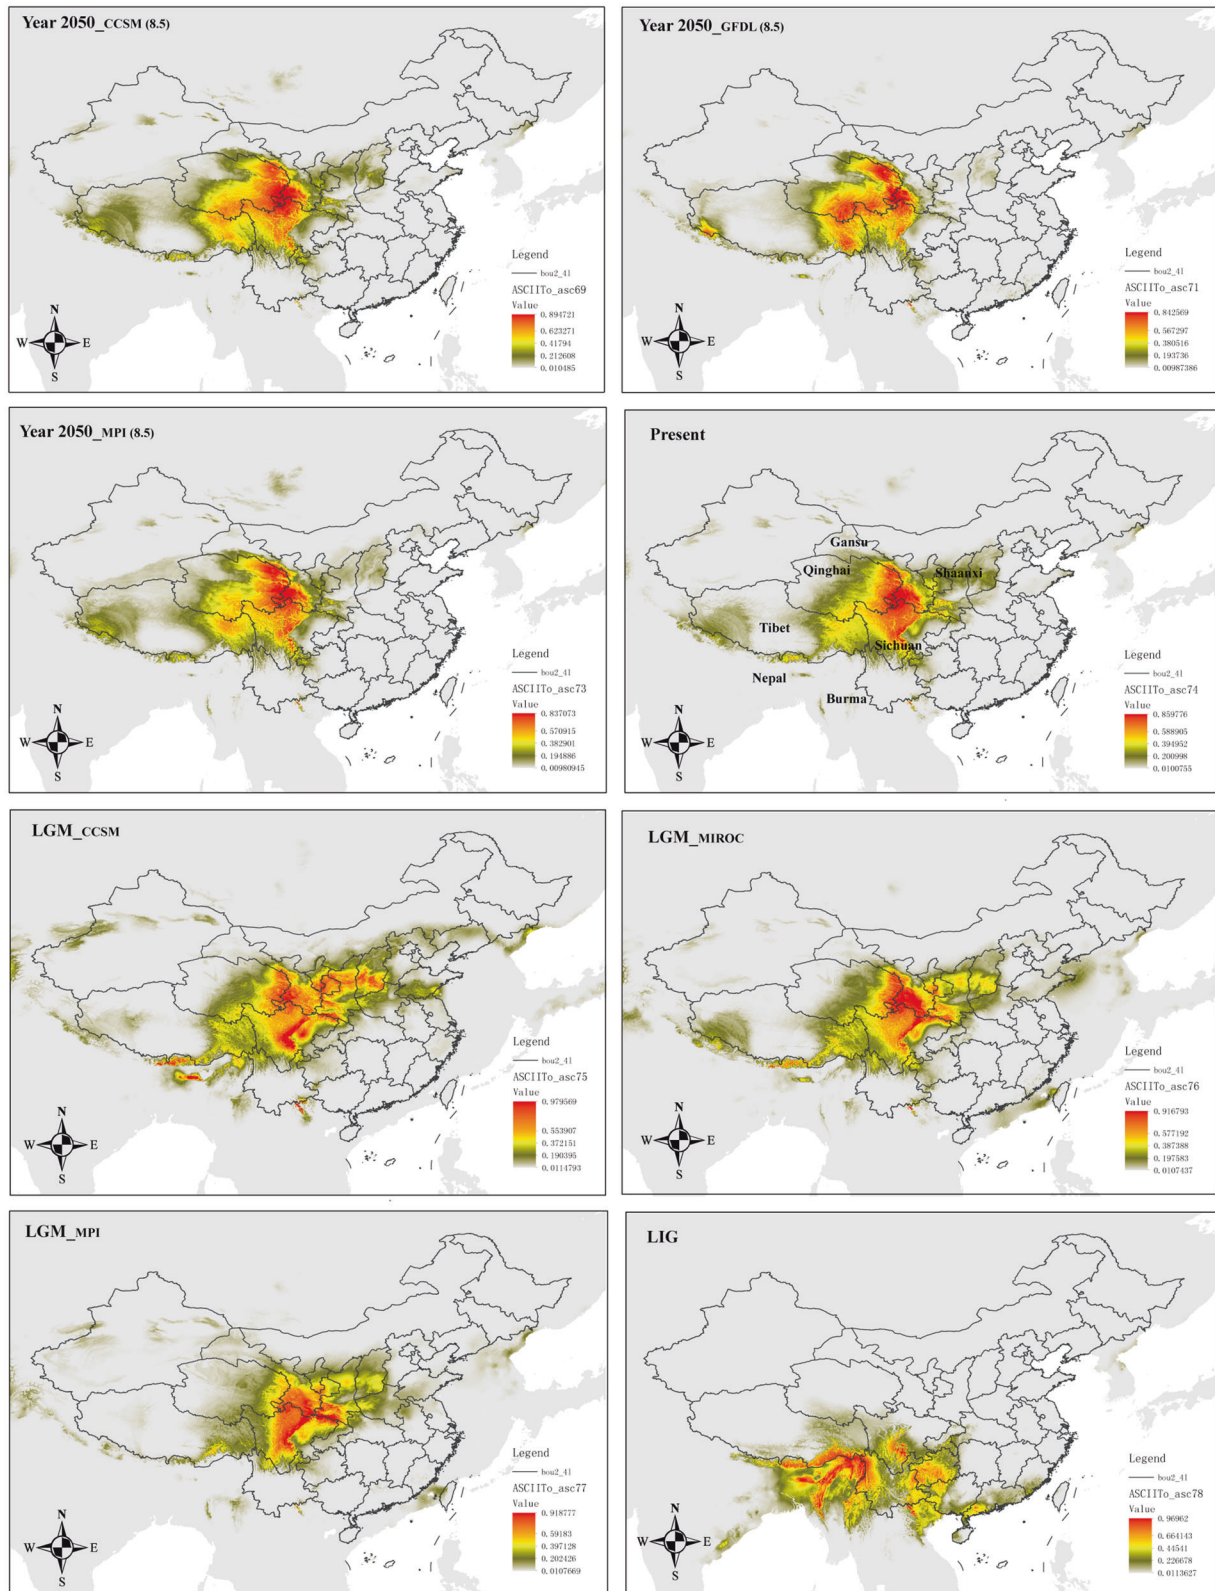 Year 2050_CCSM (8.5)
N
W E
S
Legend
bou2_4l
ASCIITo_asc69
Value
0.894721
0.623271
0.41794
0.212608
0.010485
Year 2050_GFDL (8.5)
N
W E
S
Legend
bou2_4l
ASCIITo_asc71
Value
0.842569
0.567297
0.380516
0.193736
0.00987386
Year 2050_MPI (8.5)
N
W E
S
Legend
bou2_4l
ASCIITo_asc73
Value
0.837073
0.570915
0.382901
0.194886
0.00980945
Present
Gansu
Qinghai
Shaanxi
Tibet
Sichuan
Nepal
Burma
N
W E
S
Legend
bou2_4l
ASCIITo_asc74
Value
0.859776
0.588905
0.394952
0.200998
0.0100755
LGM_CCSM
N
W E
S
Legend
bou2_4l
ASCIITo_asc75
Value
0.979569
0.553907
0.372151
0.190395
0.0114793
LGM_MIROC
N
W E
S
Legend
bou2_4l
ASCIITo_asc76
Value
0.916793
0.577192
0.387388
0.197583
0.0107437
LGM_MPI
N
W E
S
Legend
bou2_4l
ASCIITo_asc77
Value
0.918777
0.59183
0.397128
0.202426
0.0107669
LIG
N
W E
S
Legend
bou2_4l
ASCIITo_asc78
Value
0.96962
0.664143
0.44541
0.226678
0.0113627